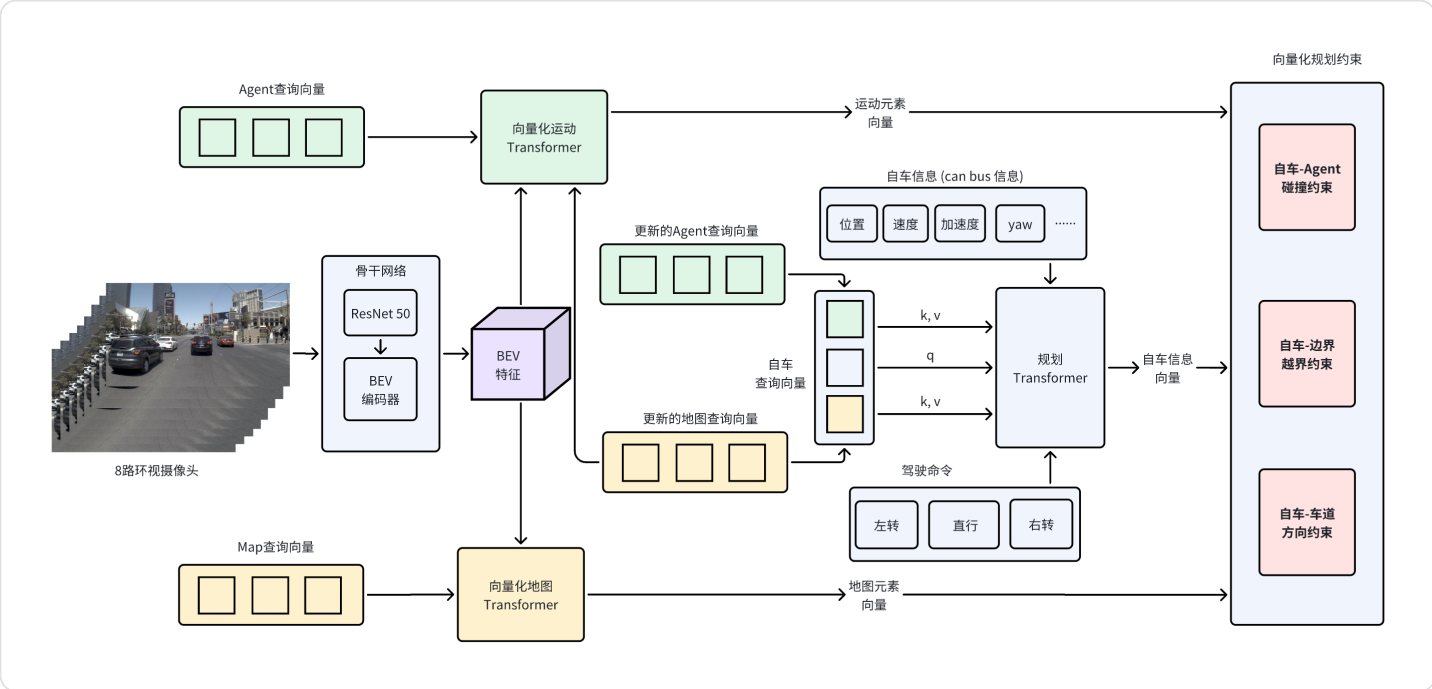 向量化规划约束
Agent查询向量
向量化运动
Transformer
运动元素
向量
自车-Agent
碰撞约束
自车信息 (can bus 信息)
位置
速度
加速度
yaw
······
更新的Agent查询向量
骨干网络
ResNet 50
BEV
编码器
BEV
特征
8路环视摄像头
自车
查询向量
k, v
q
k, v
规划
Transformer
自车信息
向量
自车-边界
越界约束
更新的地图查询向量
驾驶命令
左转
直行
右转
自车-车道
方向约束
Map查询向量
向量化地图
Transformer
地图元素
向量